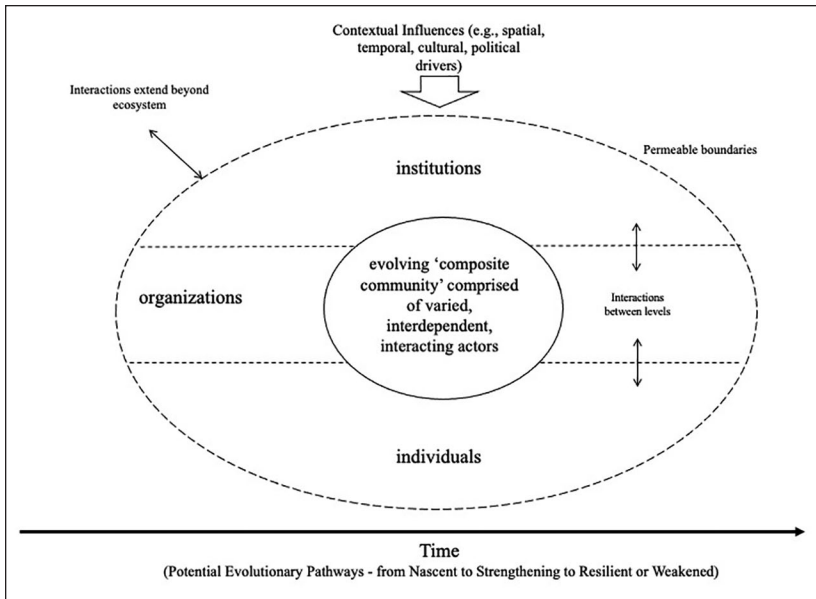 Contextual Influences (e.g., spatial,
temporal, cultural, political
drivers)
Interactions extend beyond
ecosystem
Permeable boundaries
institutions
evolving ‘composite
community’ comprised
of varied,
interdependent,
interacting actors
organizations
Interactions
between levels
individuals
Time
(Potential Evolutionary Pathways - from Nascent to Strengthening to Resilient or Weakened)